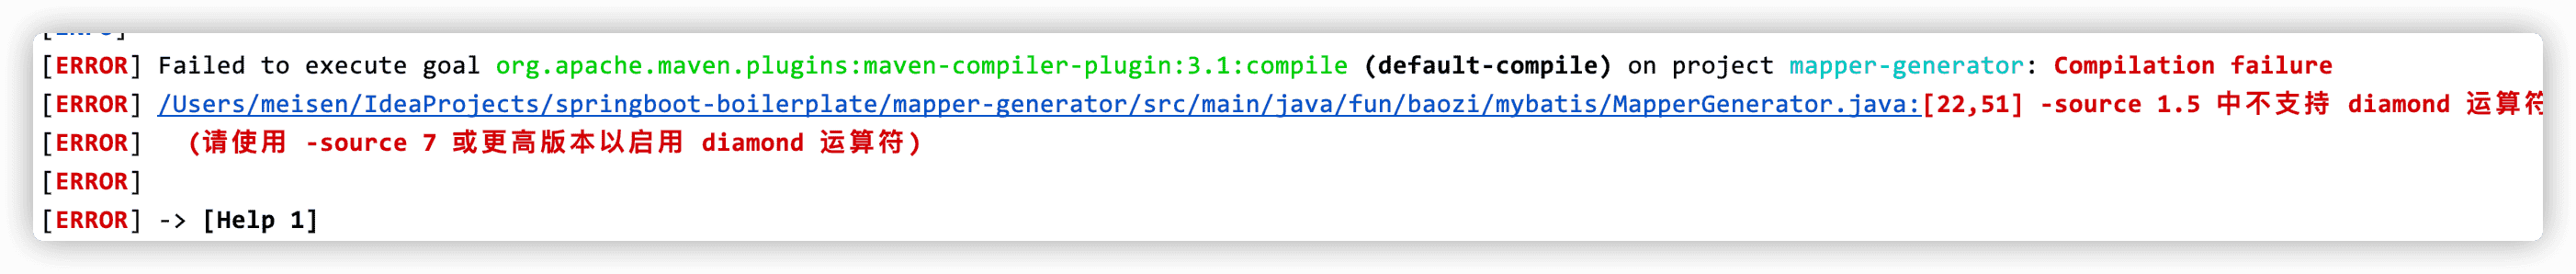 [ERROR] Failed to execute goal org.apache.maven.plugins:maven-compiler-plugin:3.1:compile (default-compile) on project mapper-generator: Compilation failure
[ERROR] /Users/meisen/IdeaProjects/springboot-boilerplate/mapper-generator/src/main/java/fun/baozi/mybatis/MapperGenerator.java:[22,51] -source 1.5 中不支持 diamond 运算符
[ERROR]   (请使用 -source 7 或更高版本以启用 diamond 运算符)
[ERROR]
[ERROR] -> [Help 1]